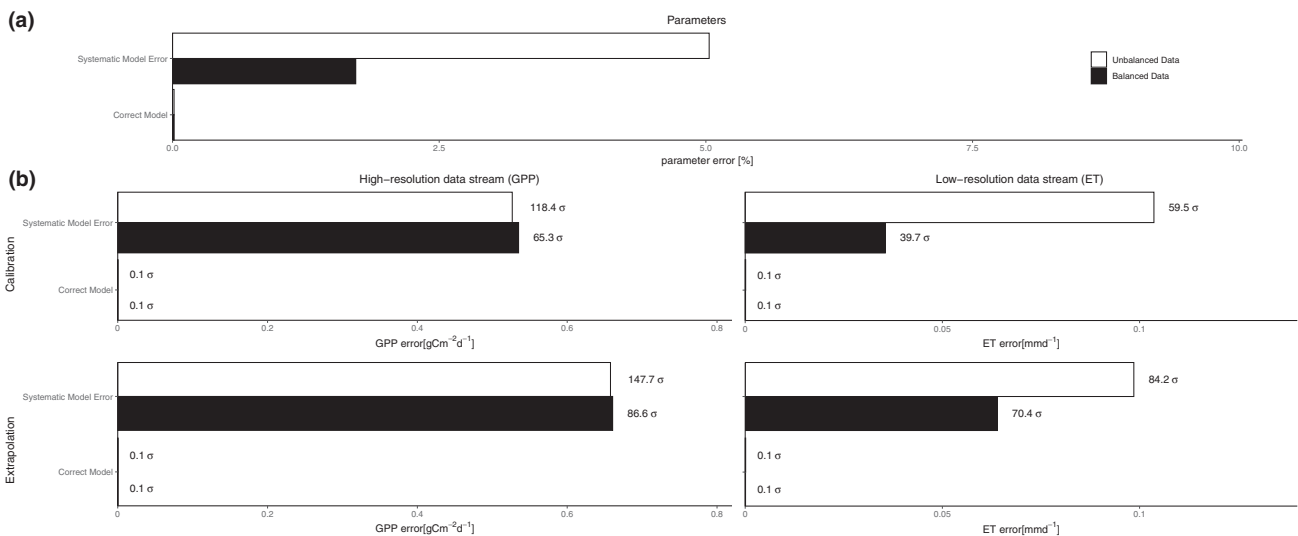 (a)
Parameters
Systematic Model Error
Correct Model
Unbalanced Data
Balanced Data
0.0 2.5 5.0 7.5 10.0
parameter error [%]
(b)
High−resolution data stream (GPP)
Low−resolution data stream (ET)
Calibration
Systematic Model Error
118.4 σ
65.3 σ
Correct Model
0.1 σ
0.1 σ
0 0.2 0.4 0.6 0.8
GPP error[gCm⁻²d⁻¹]
59.5 σ
39.7 σ
0.1 σ
0.1 σ
0 0.05 0.1
ET error[mmd⁻¹]
Extrapolation
Systematic Model Error
147.7 σ
86.6 σ
Correct Model
0.1 σ
0.1 σ
0 0.2 0.4 0.6 0.8
GPP error[gCm⁻²d⁻¹]
84.2 σ
70.4 σ
0.1 σ
0.1 σ
0 0.05 0.1
ET error[mmd⁻¹]